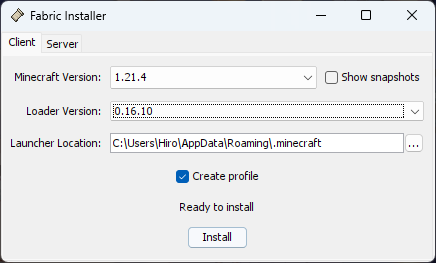 Fabric Installer
Client Server
Minecraft Version: 1.21.4 Show snapshots
Loader Version: 0.16.10
Launcher Location: C:\Users\Hiro\AppData\Roaming\.minecraft ...
Create profile
Ready to install
Install